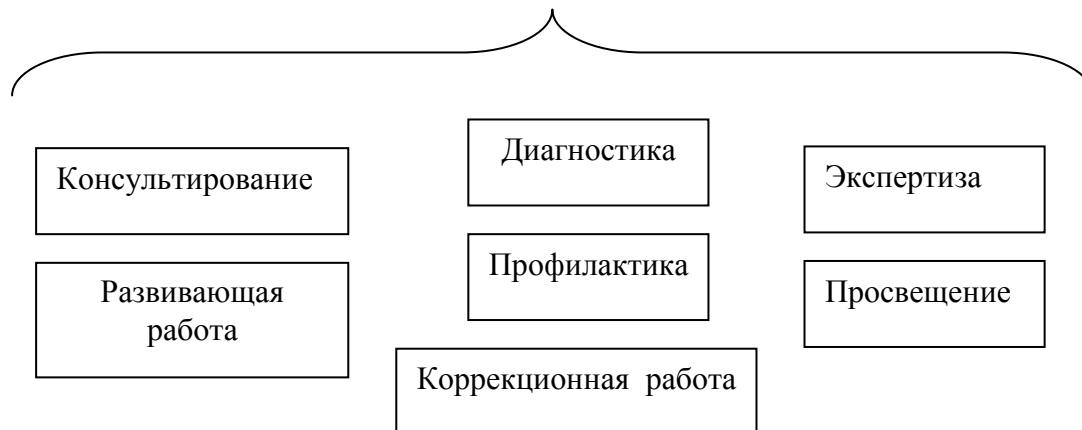 Диагностика
Консультирование
Экспертиза
Профилактика
Развивающая
работа
Просвещение
Коррекционная работа